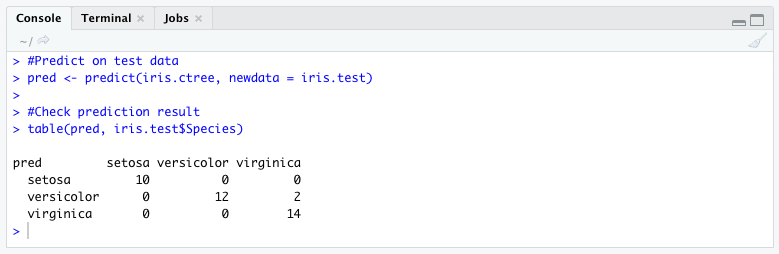 Console Terminal × Jobs ×
~/
> #Predict on test data
> pred <- predict(iris.ctree, newdata = iris.test)
>
> #Check prediction result
> table(pred, iris.test$Species)

pred         setosa versicolor virginica
  setosa         10          0         0
  versicolor      0         12         2
  virginica       0          0        14
>